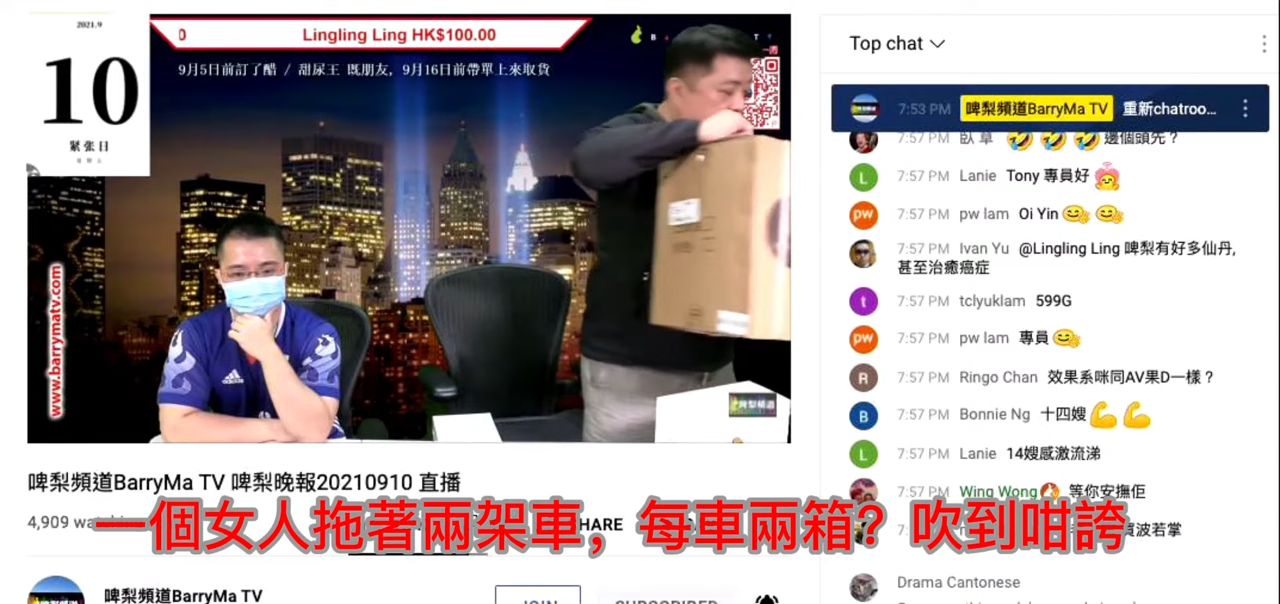 2021.9
10
緊張日
0
Lingling Ling HK$100.00
9月5日前訂了醋 / 甜尿王 既朋友，9月16日前帶單上來取貨
www.barrymatv.com
啤梨頻道
啤梨頻道BarryMa TV 啤梨晚報20210910 直播
4,909
HARE
一個女人拖著兩架車，每車兩箱？吹到咁誇
啤梨頻道BarryMa TV
JOIN
SUBSCRIBED
Top chat
7:53 PM 啤梨頻道BarryMa TV 重新chatroo...
7:57 PM 臥 草 🤣🤣🤣邊個頭先？
7:57 PM Lanie Tony 專員好
7:57 PM pw lam Oi Yin
7:57 PM Ivan Yu @Lingling Ling 啤梨有好多仙丹,
甚至治癒癌症
7:57 PM tclyuklam 599G
7:57 PM pw lam 專員
7:57 PM Ringo Chan 效果系咪同AV果D一樣？
7:57 PM Bonnie Ng 十四嫂💪💪
7:57 PM Lanie 14嫂感激流涕
7:57 PM Wing Wong 等你安撫佢
波若掌
Drama Cantonese